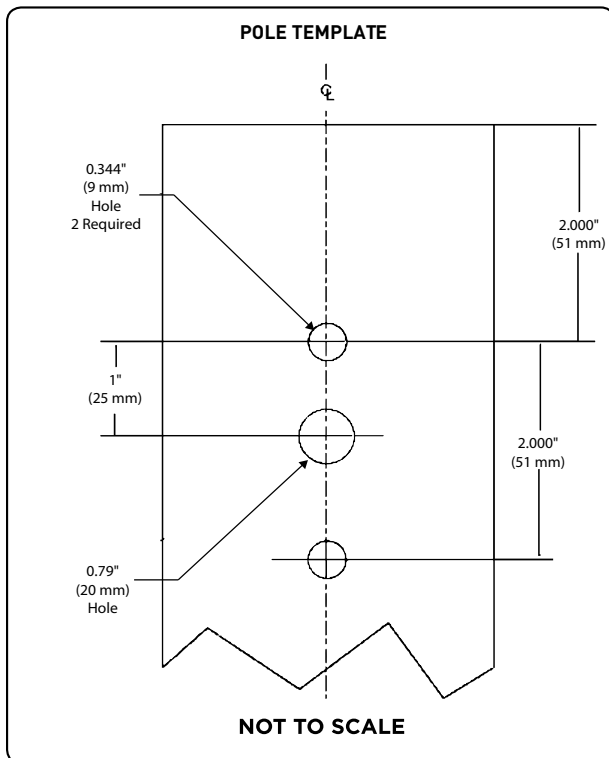 POLE TEMPLATE
℄
0.344"
(9 mm)
Hole
2 Required
2.000"
(51 mm)
1"
(25 mm)
2.000"
(51 mm)
0.79"
(20 mm)
Hole
NOT TO SCALE